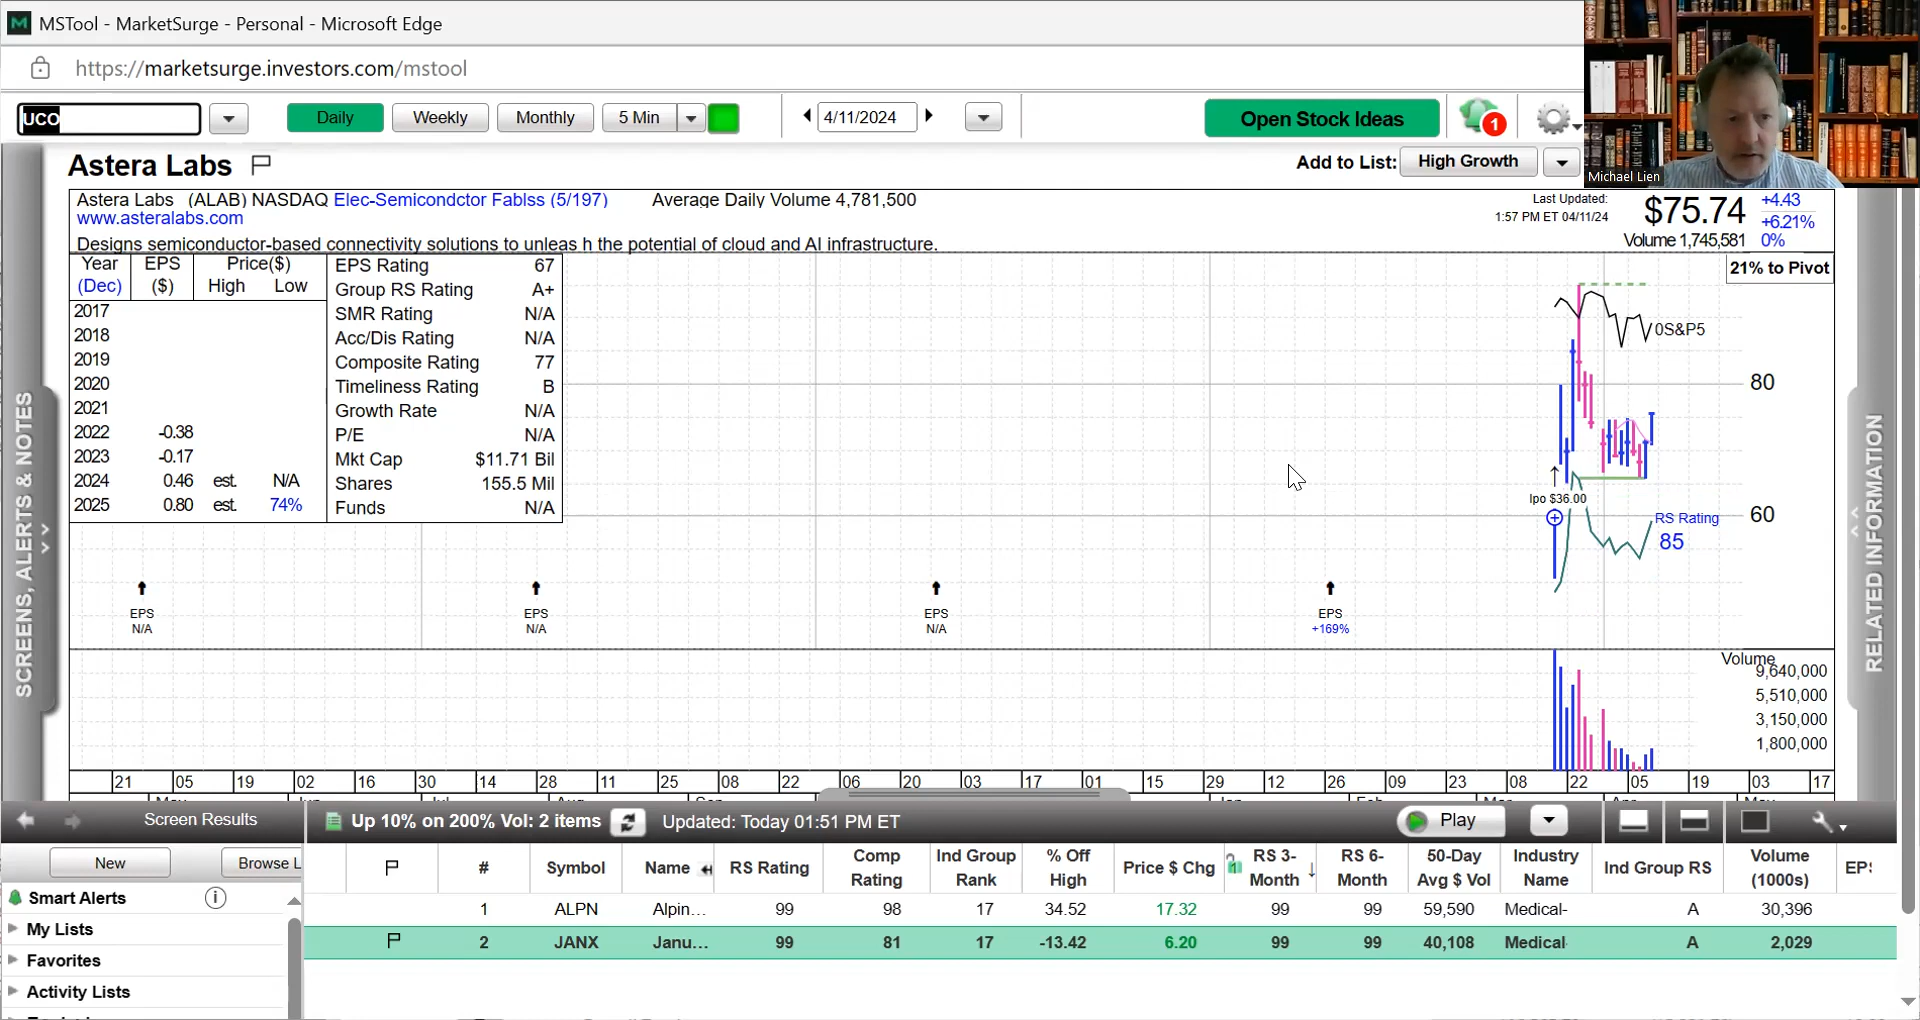 MSTool - MarketSurge - Personal - Microsoft Edge
https://marketsurge.investors.com/mstool
UCO
Daily
Weekly
Monthly
5 Min
4/11/2024
Open Stock Ideas
1
Michael Lien
Astera Labs
Add to List:
High Growth
Astera Labs (ALAB) NASDAQ Elec-Semicondctor Fablss (5/197) Average Daily Volume 4,781,500
www.asteralabs.com
Designs semiconductor-based connectivity solutions to unleas h the potential of cloud and AI infrastructure.
Last Updated:
1:57 PM ET 04/11/24
$75.74
+4.43
+6.21%
Volume 1,745,581
0%
21% to Pivot
Year EPS Price($)
(Dec) ($) High Low
2017
2018
2019
2020
2021
2022 -0.38
2023 -0.17
2024 0.46 est. N/A
2025 0.80 est. 74%
EPS Rating 67
Group RS Rating A+
SMR Rating N/A
Acc/Dis Rating N/A
Composite Rating 77
Timeliness Rating B
Growth Rate N/A
P/E N/A
Mkt Cap $11.71 Bil
Shares 155.5 Mil
Funds N/A
0S&P5
80
Ipo $36.00
60
RS Rating
85
EPS
N/A
EPS
N/A
EPS
N/A
EPS
+169%
Volume
9,640,000
5,510,000
3,150,000
1,800,000
21 05 19 02 16 30 14 28 11 25 08 22 06 20 03 17 01 15 29 12 26 09 23 08 22 05 19 03 17
SCREENS, ALERTS & NOTES
RELATED INFORMATION
Screen Results
Up 10% on 200% Vol: 2 items
Updated: Today 01:51 PM ET
Play
New
Browse L
Smart Alerts
My Lists
Favorites
Activity Lists
# Symbol Name RS Rating Comp Rating Ind Group Rank % Off High Price $ Chg RS 3-Month RS 6-Month 50-Day Avg $ Vol Industry Name Ind Group RS Volume (1000s) EPS
1 ALPN Alpin... 99 98 17 34.52 17.32 99 99 59,590 Medical- A 30,396
2 JANX Janu... 99 81 17 -13.42 6.20 99 99 40,108 Medical- A 2,029